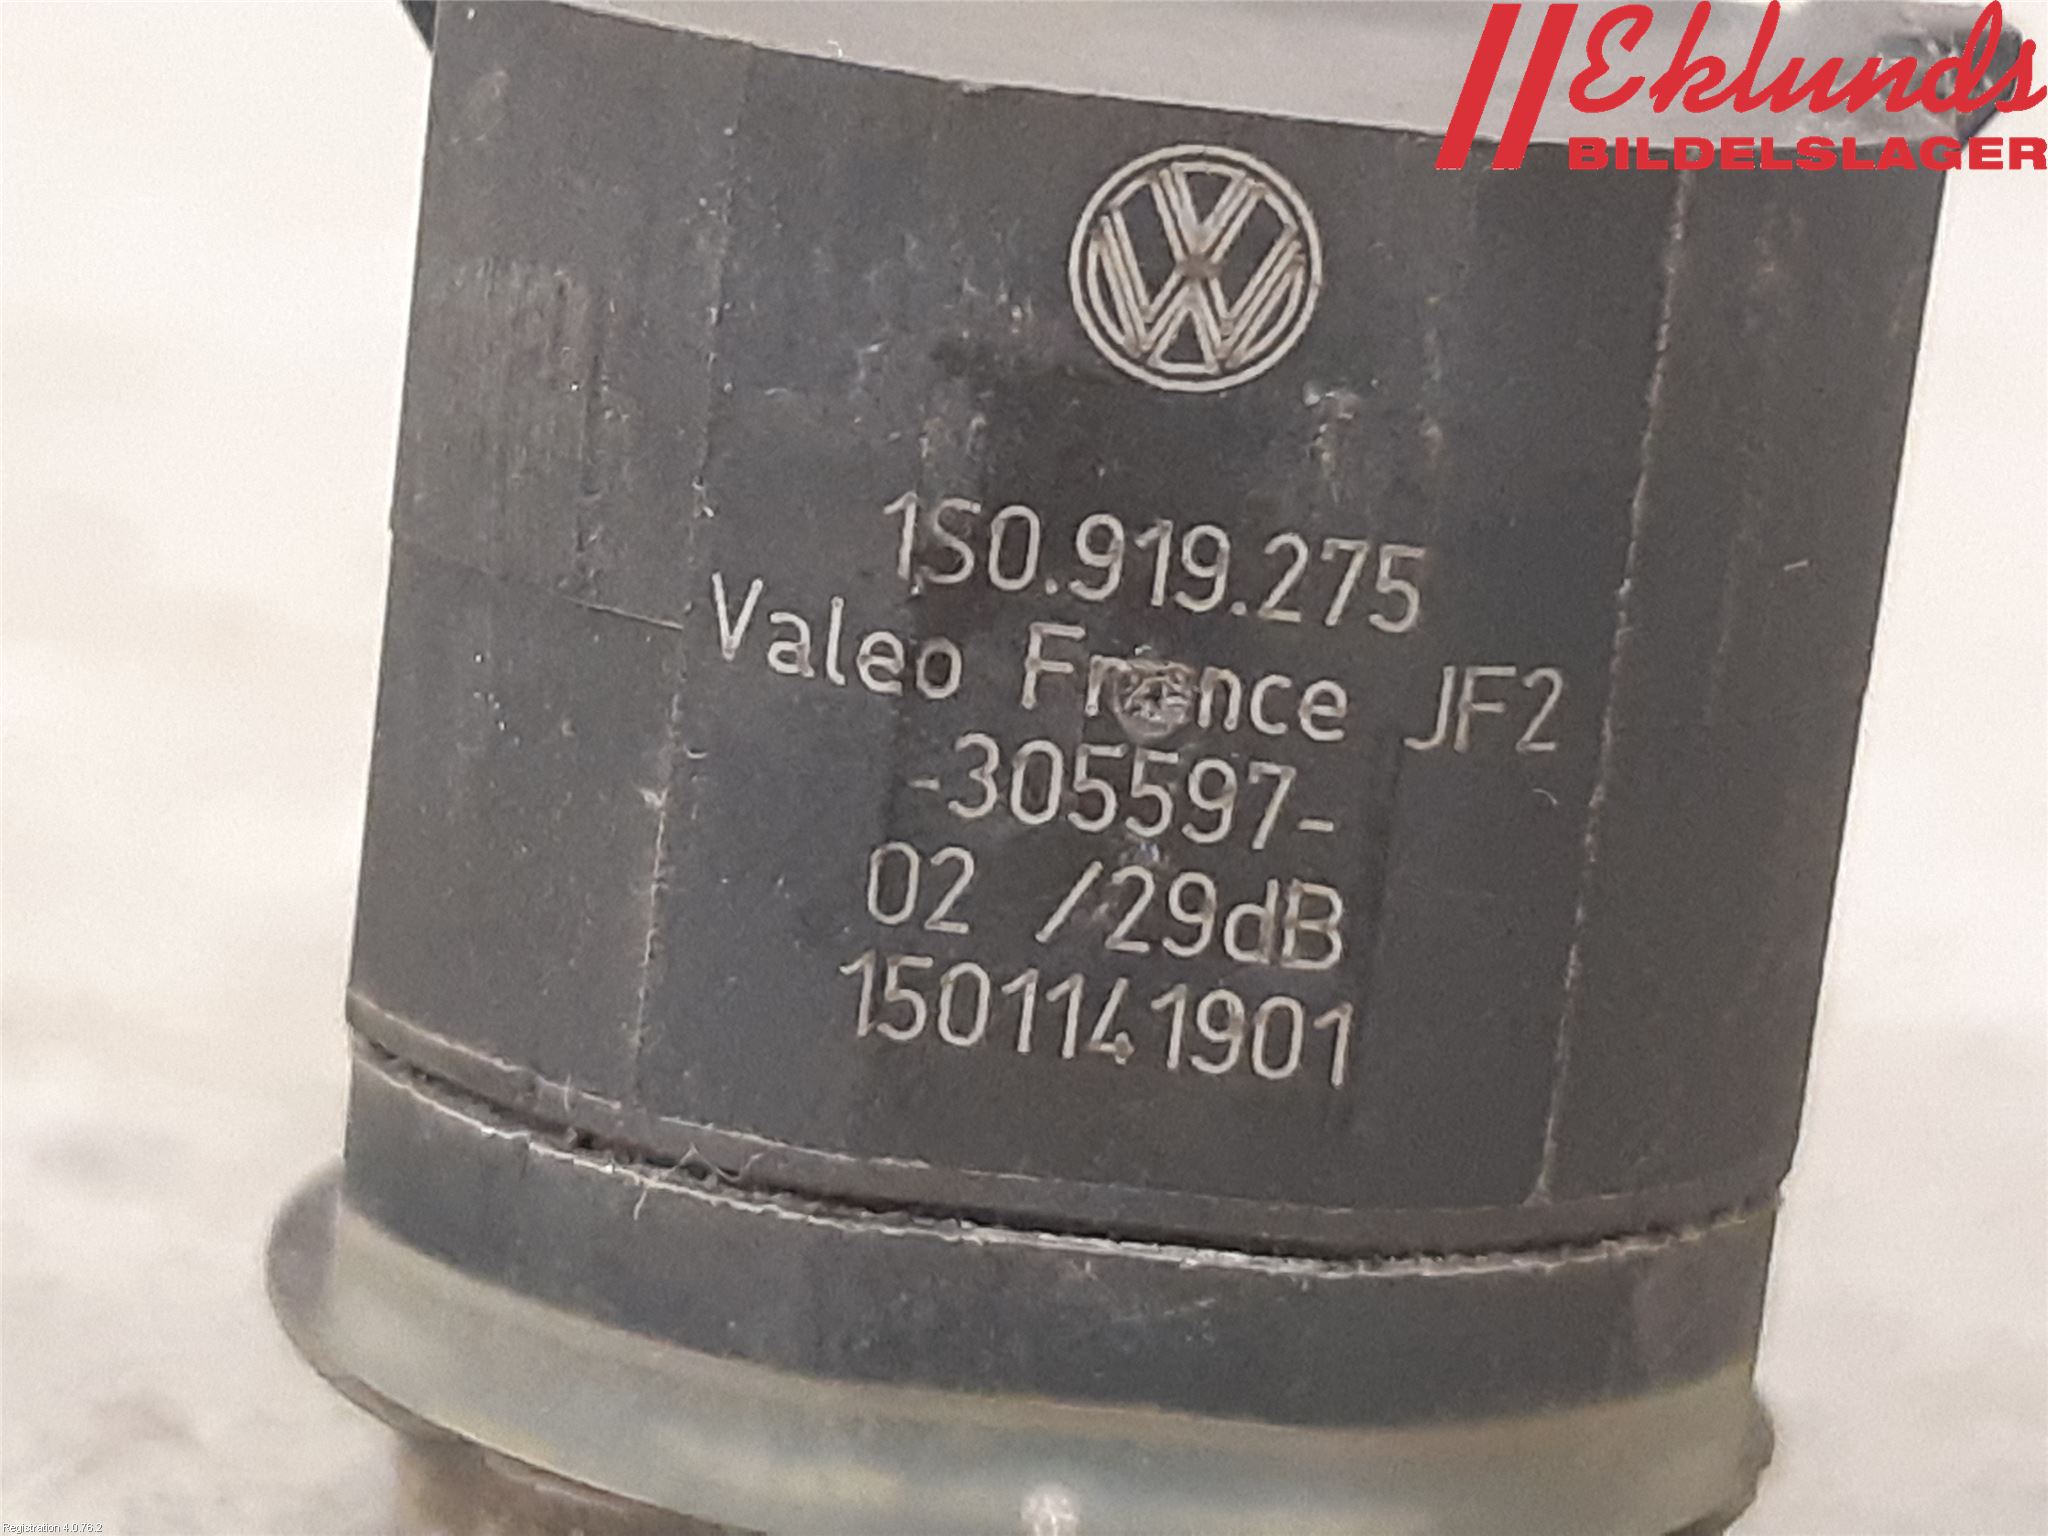 Eklunds
BILDELSLAGER
1S0.919.275
Valeo France JF2
-305597-
02 /29dB
1501141901
Registration 4.0.76.2